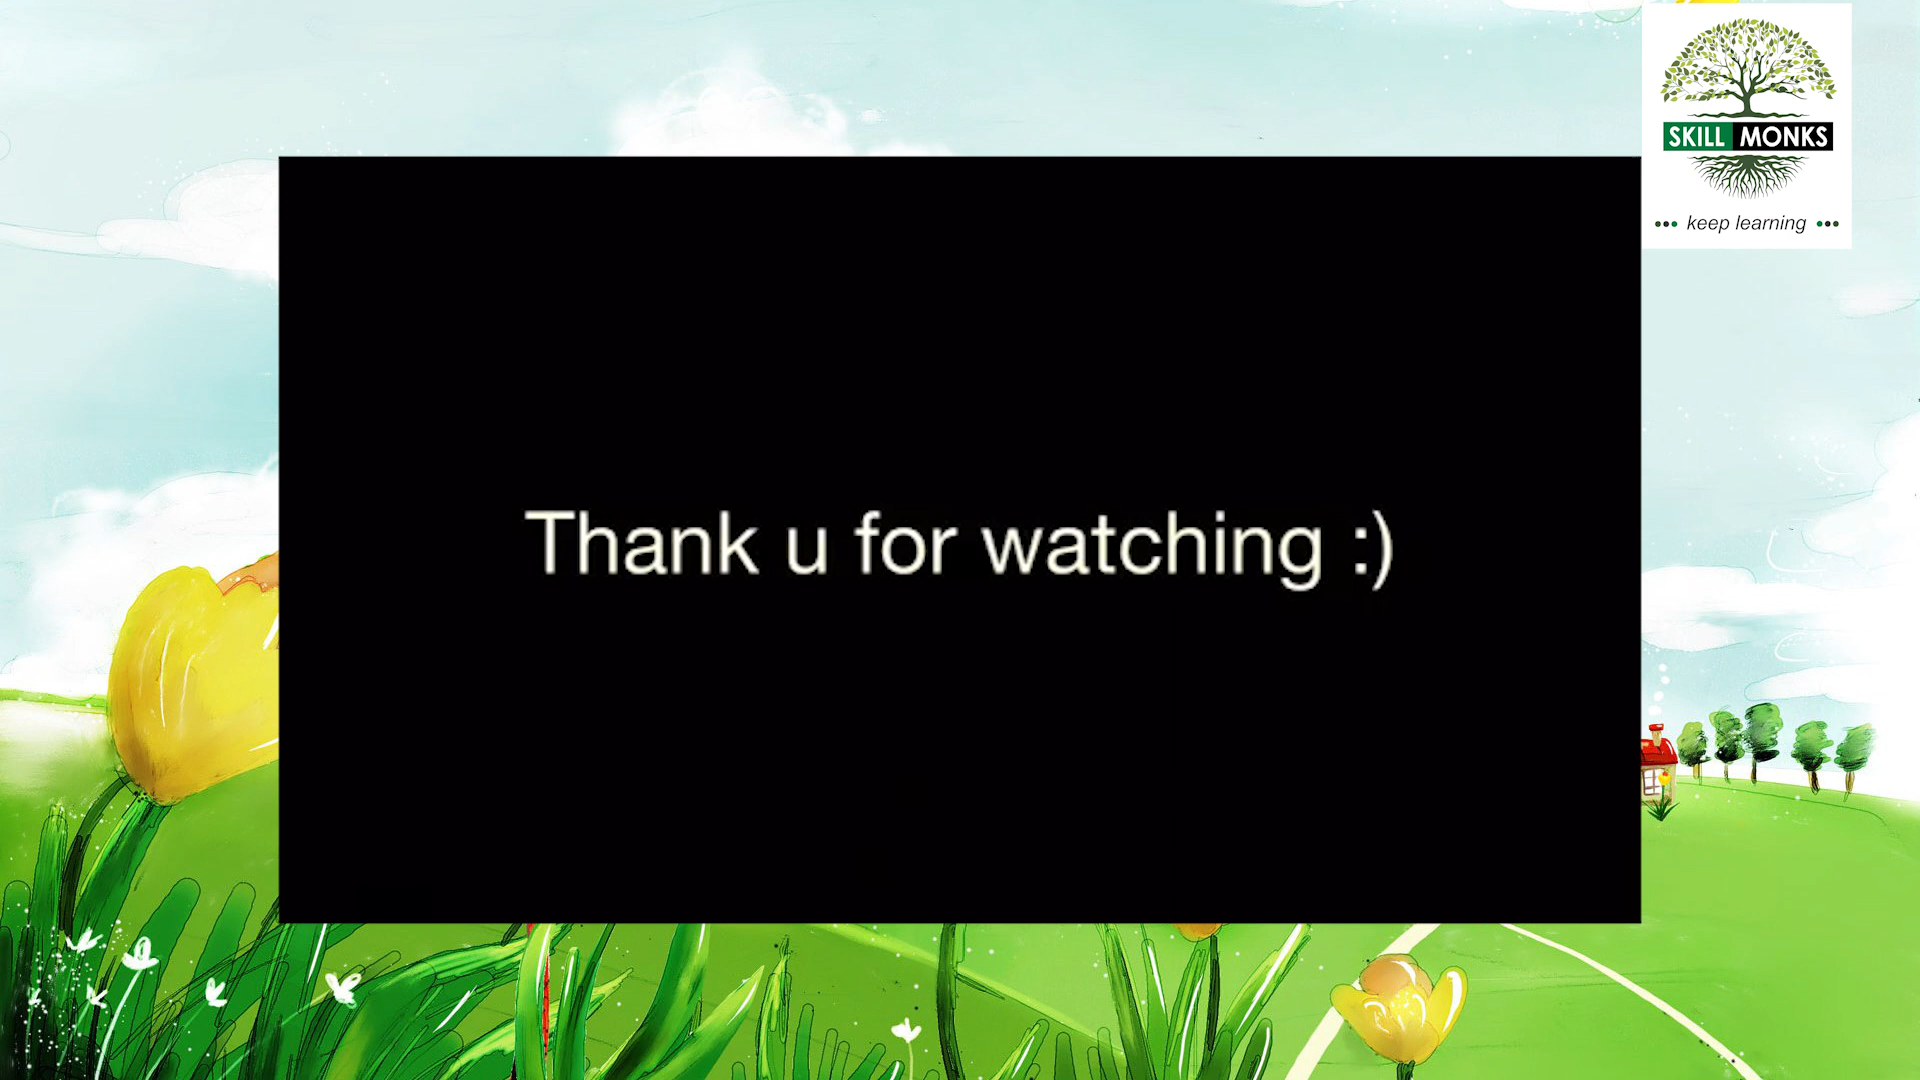 SKILL MONKS
••• keep learning •••
Thank u for watching :)